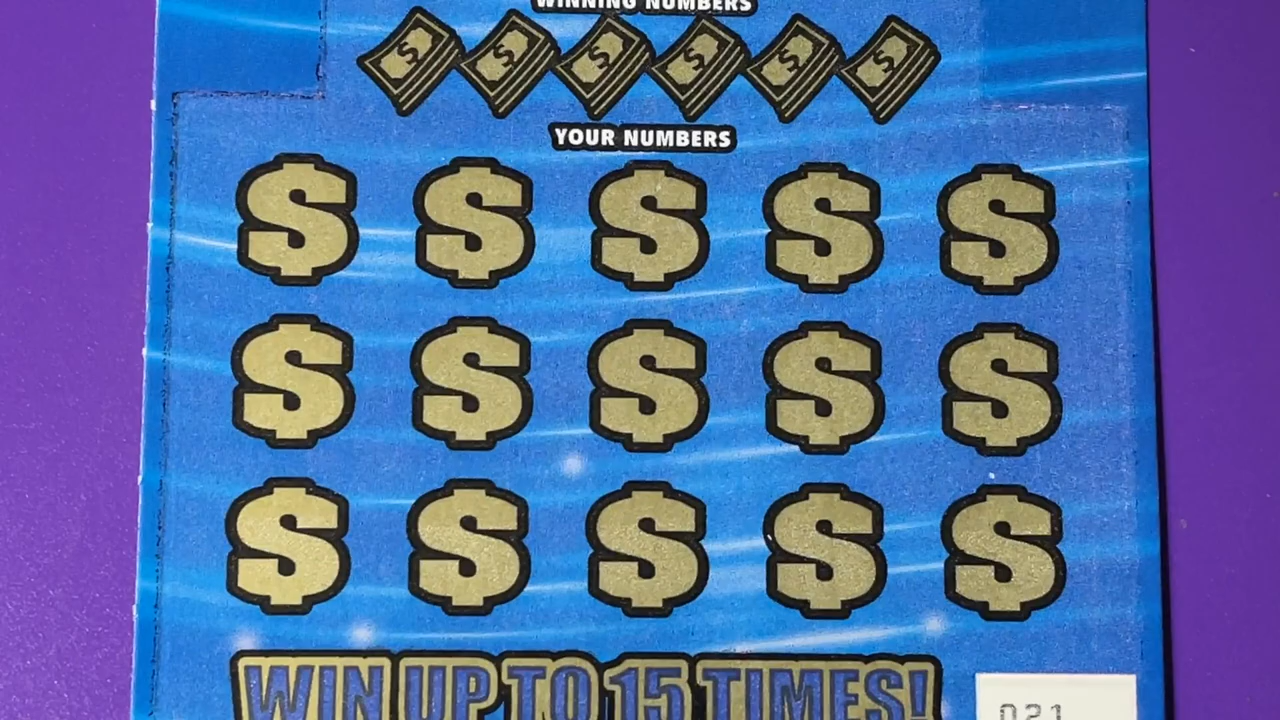 WINNING NUMBERS
$ $ $ $ $ $
YOUR NUMBERS
$ $ $ $ $
$ $ $ $ $
$ $ $ $ $
WIN UP TO 15 TIMES!
021